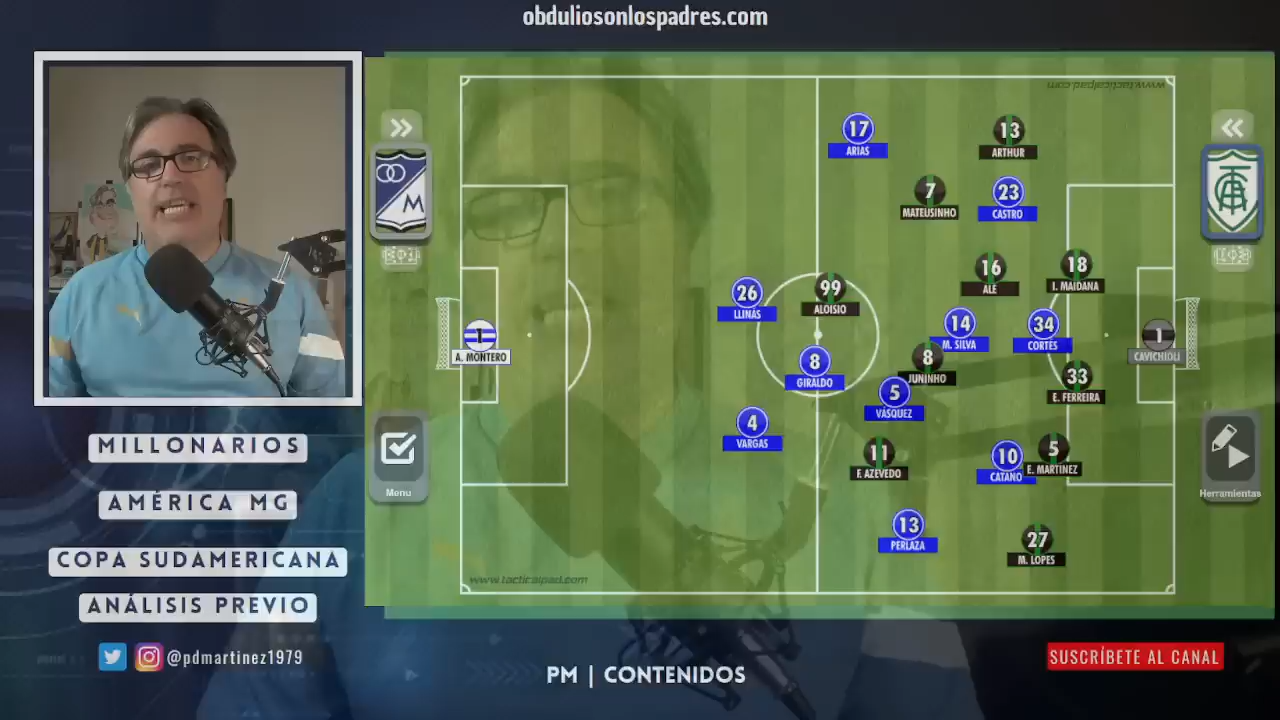 obduliosonlospadres.com
www.tacticalpad.com
17
ARIAS
13
ARTHUR
7
MATEUSINHO
23
CASTRO
16
ALE
18
I. MAIDANA
26
LLINÁS
99
ALOISIO
1
A. MONTERO
14
M. SILVA
34
CORTES
1
CAVICHIOLI
8
GIRALDO
8
JUNINHO
33
E. FERREIRA
5
VÁSQUEZ
4
VARGAS
11
F. AZEVEDO
10
CATAÑO
5
E. MARTÍNEZ
13
PERLAZA
27
M. LOPES
M
Menu
Herramientas
www.tacticalpad.com
MILLONARIOS
AMÉRICA MG
COPA SUDAMERICANA
ANÁLISIS PREVIO
@pdmartinez1979
PM | CONTENIDOS
SUSCRÍBETE AL CANAL